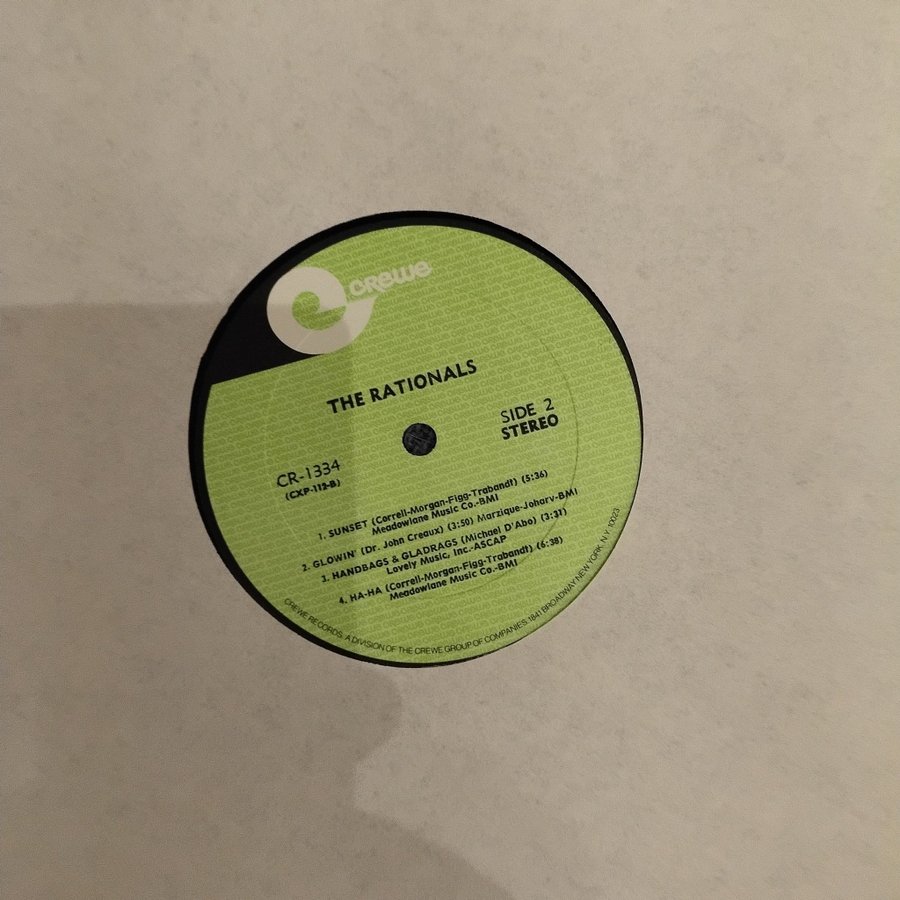 crewe
THE RATIONALS
SIDE 2
STEREO
CR-1334
(CXP-112-B)
1. SUNSET (Correll-Morgan-Figg-Trabandt) (5:36)
Meadowlane Music Co.-BMI
2. GLOWIN' (Dr. John Creaux) (3:50) Marzique-Joharv-BMI
3. HANDBAGS & GLADRAGS (Michael D'Abo) (3:31)
Lovely Music, Inc.-ASCAP
4. HA-HA (Correll-Morgan-Figg-Trabandt) (6:38)
Meadowlane Music Co.-BMI
CREWE RECORDS. A DIVISION OF THE CREWE GROUP OF COMPANIES. 1841 BROADWAY, NEW YORK, N.Y. 10023